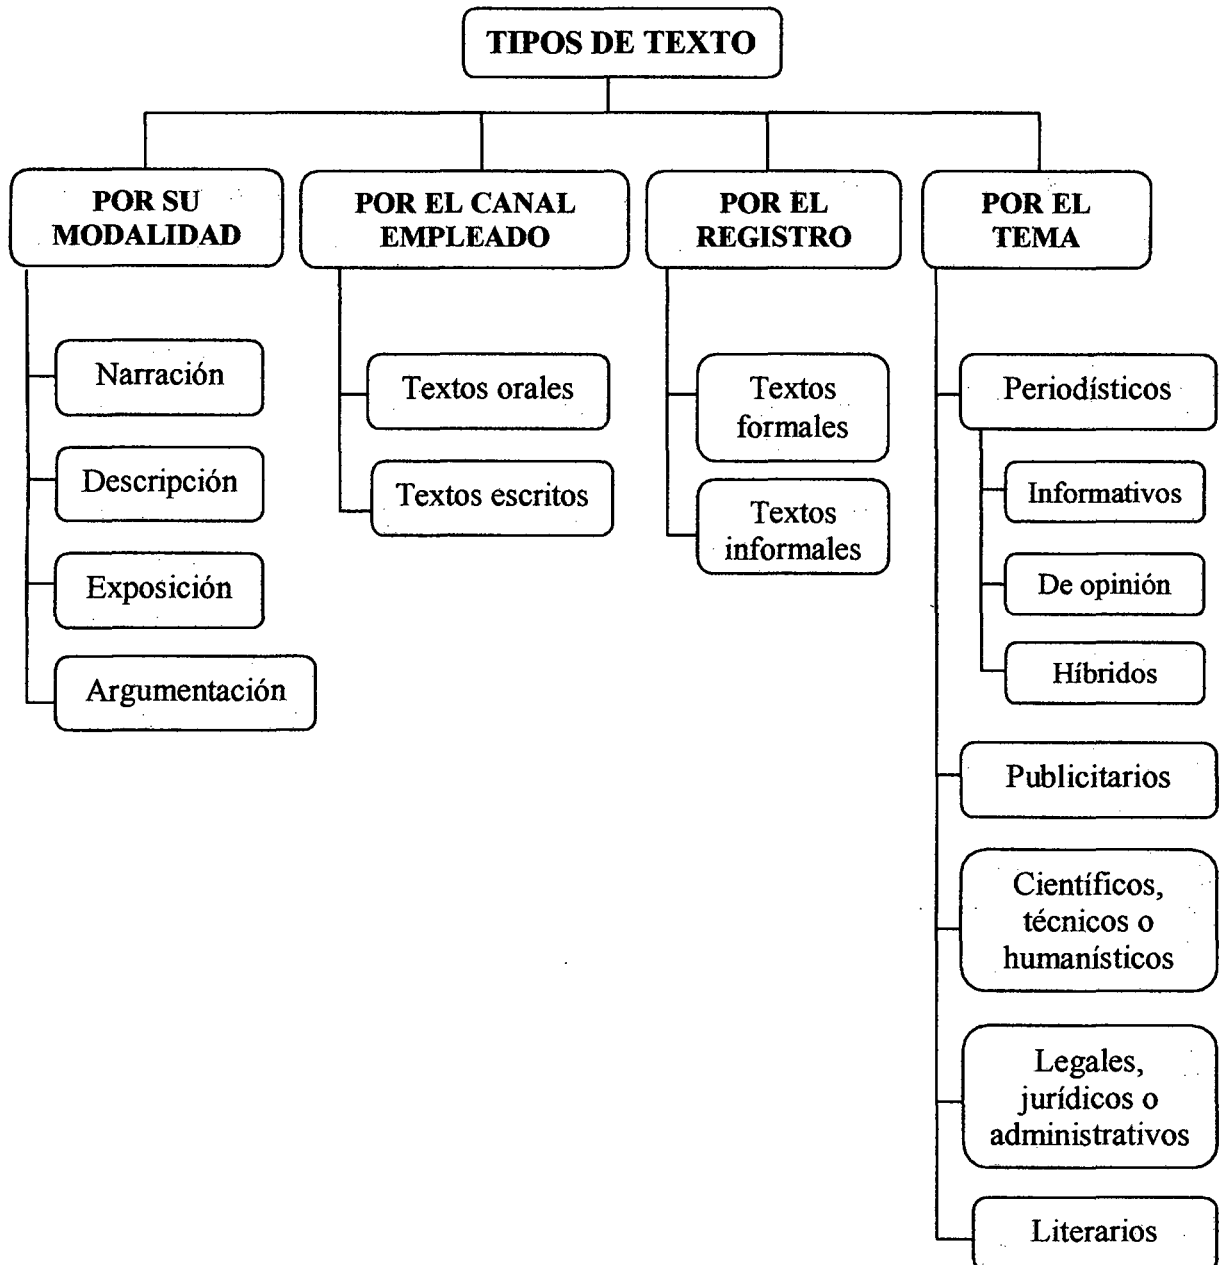 TIPOS DE TEXTO
POR SU
MODALIDAD
Narración
Descripción
Exposición
Argumentación
POR EL CANAL
EMPLEADO
Textos orales
Textos escritos
POR EL
REGISTRO
Textos
formales
Textos
informales
POR EL
TEMA
Periodísticos
Informativos
De opinión
Híbridos
Publicitarios
Científicos,
técnicos o
humanísticos
Legales,
jurídicos o
administrativos
Literarios